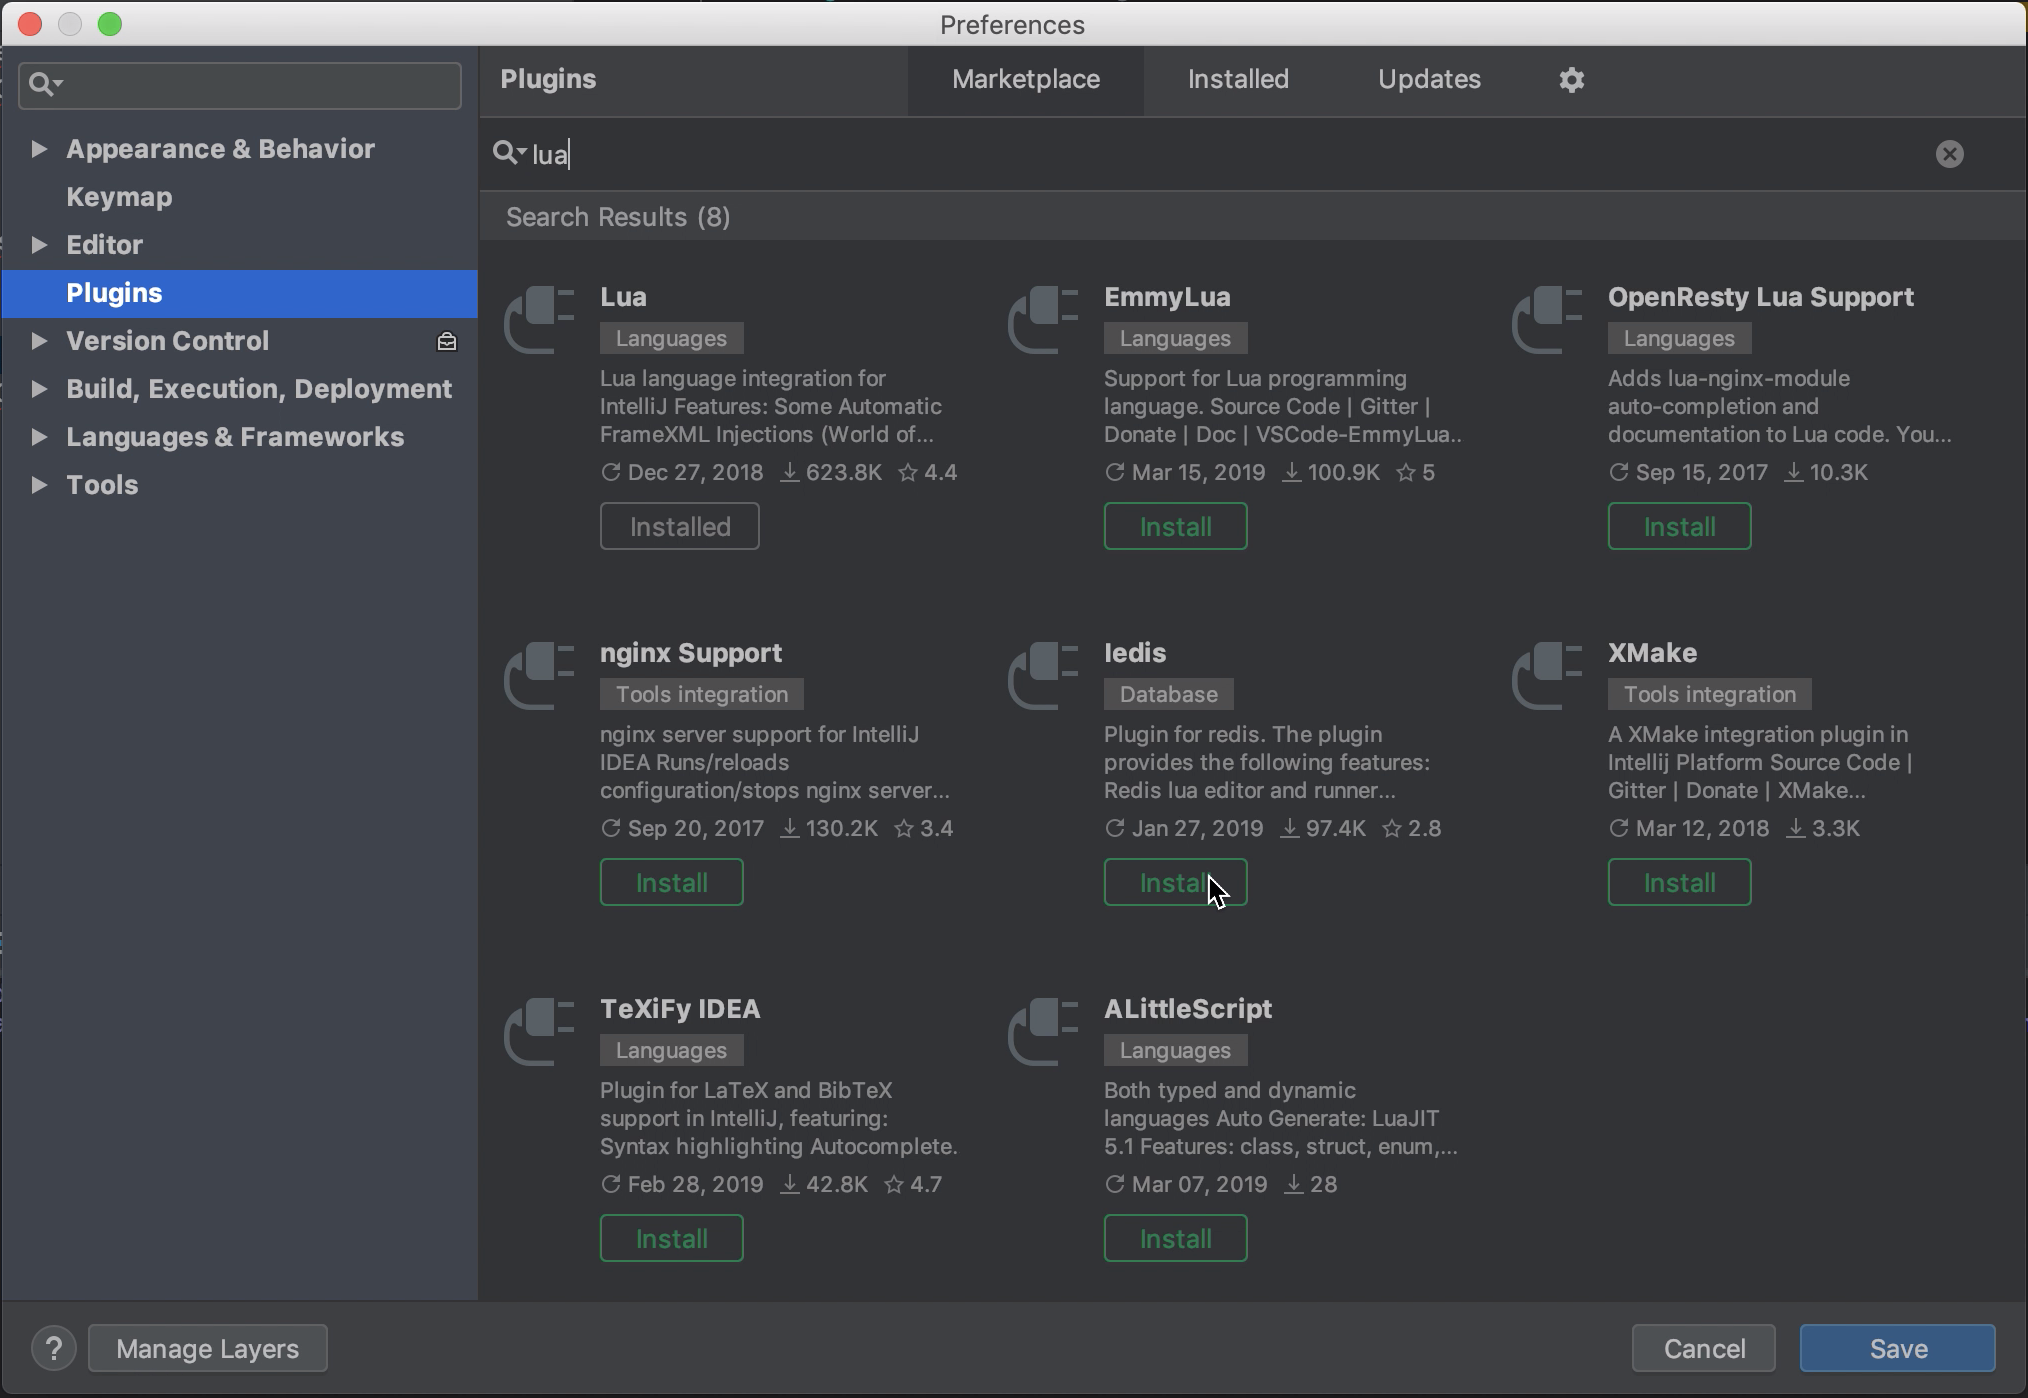 Preferences
Plugins
Marketplace
Installed
Updates
Appearance & Behavior
Keymap
Editor
Plugins
Version Control
Build, Execution, Deployment
Languages & Frameworks
Tools
lua
Search Results (8)
Lua
Languages
Lua language integration for
IntelliJ Features: Some Automatic
FrameXML Injections (World of...
Dec 27, 2018 623.8K 4.4
Installed
EmmyLua
Languages
Support for Lua programming
language. Source Code | Gitter |
Donate | Doc | VSCode-EmmyLua..
Mar 15, 2019 100.9K 5
Install
OpenResty Lua Support
Languages
Adds lua-nginx-module
auto-completion and
documentation to Lua code. You...
Sep 15, 2017 10.3K
Install
nginx Support
Tools integration
nginx server support for IntelliJ
IDEA Runs/reloads
configuration/stops nginx server...
Sep 20, 2017 130.2K 3.4
Install
Iedis
Database
Plugin for redis. The plugin
provides the following features:
Redis lua editor and runner...
Jan 27, 2019 97.4K 2.8
Install
XMake
Tools integration
A XMake integration plugin in
Intellij Platform Source Code |
Gitter | Donate | XMake...
Mar 12, 2018 3.3K
Install
TeXiFy IDEA
Languages
Plugin for LaTeX and BibTeX
support in IntelliJ, featuring:
Syntax highlighting Autocomplete.
Feb 28, 2019 42.8K 4.7
Install
ALittleScript
Languages
Both typed and dynamic
languages Auto Generate: LuaJIT
5.1 Features: class, struct, enum,...
Mar 07, 2019 28
Install
?
Manage Layers
Cancel
Save